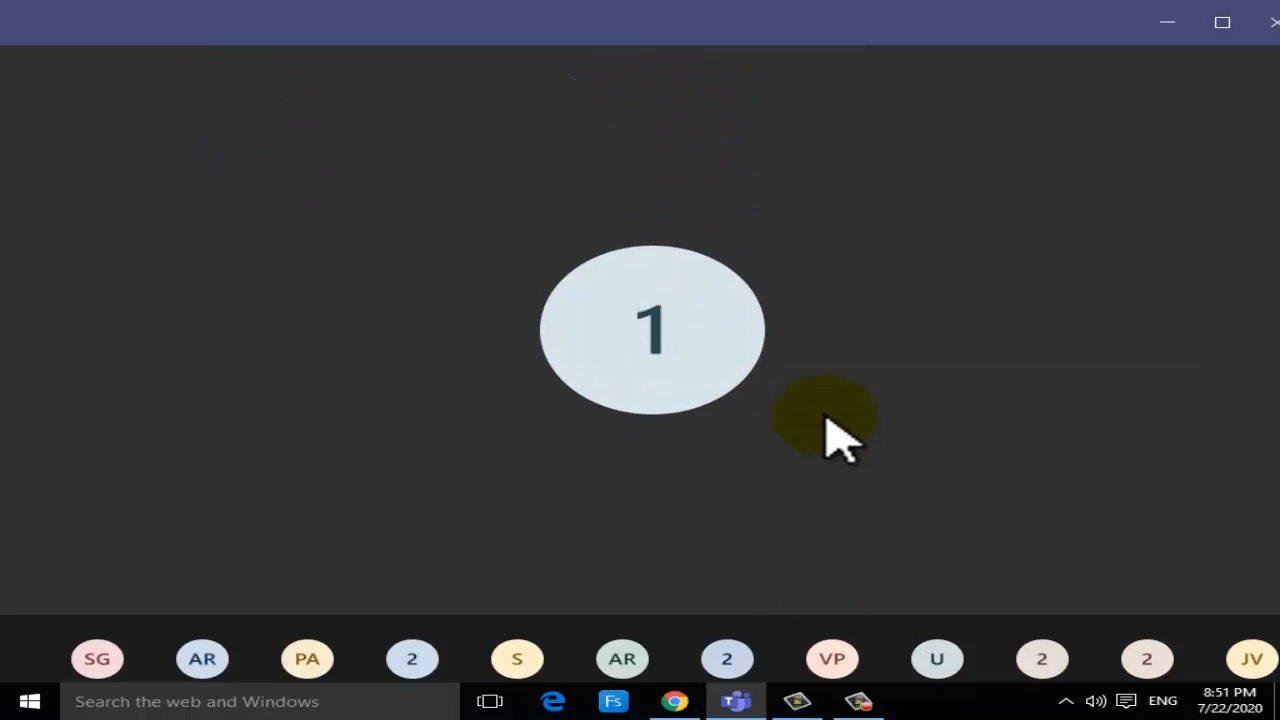 1
SG AR PA 2 S AR 2 VP U 2 2 JV
Search the web and Windows Fs T ENG 8:51 PM
7/22/2020